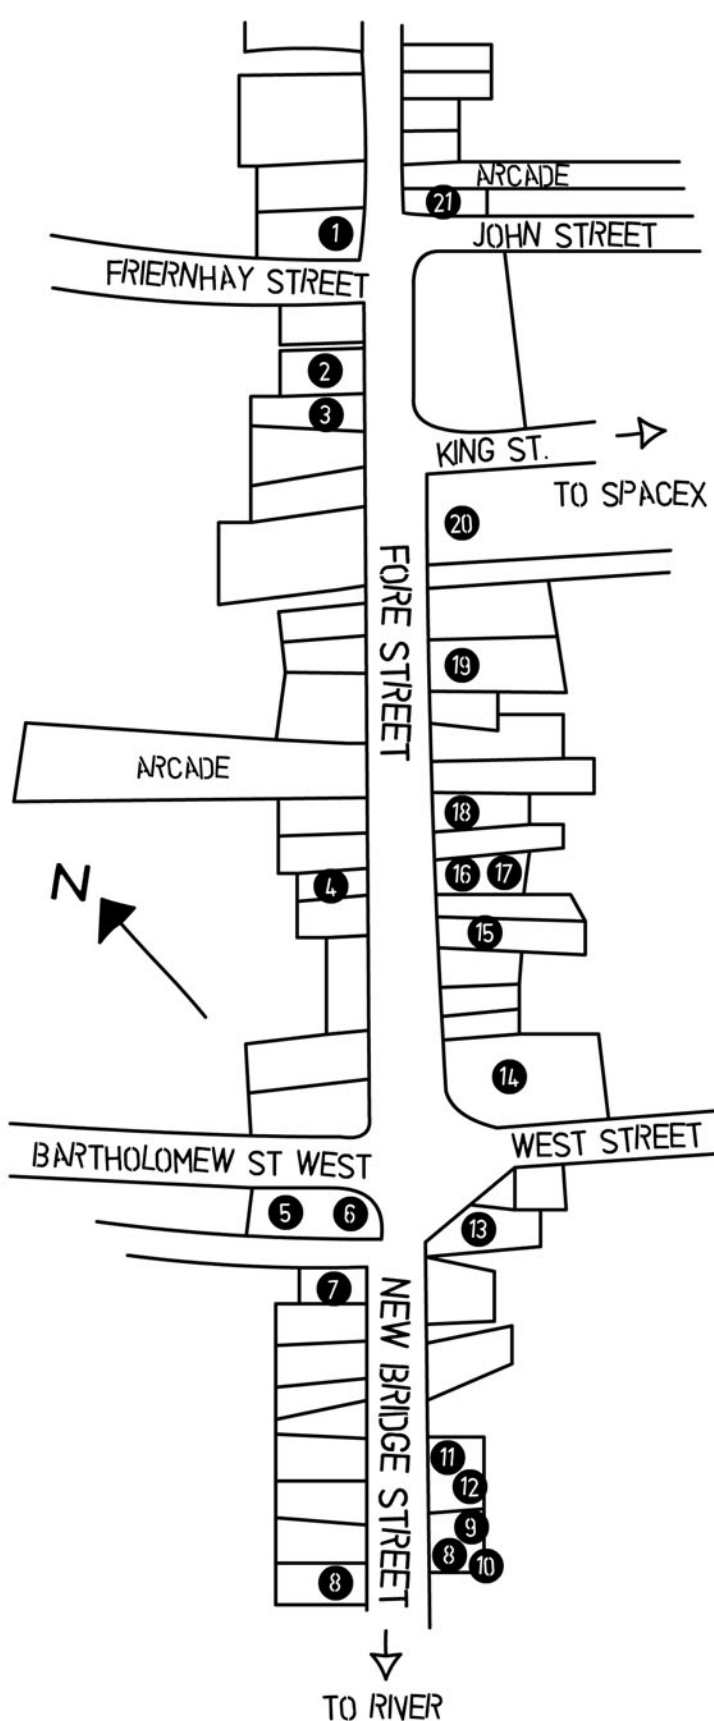 ARCADE
21
1
JOHN STREET
FRIERNHAY STREET
2
3
KING ST.
TO SPACEX
20
FORE STREET
19
ARCADE
18
16 17
4
N
15
14
WEST STREET
BARTHOLOMEW ST WEST
5 6
13
7
NEW BRIDGE STREET
11
12
9
8
10
8
TO RIVER